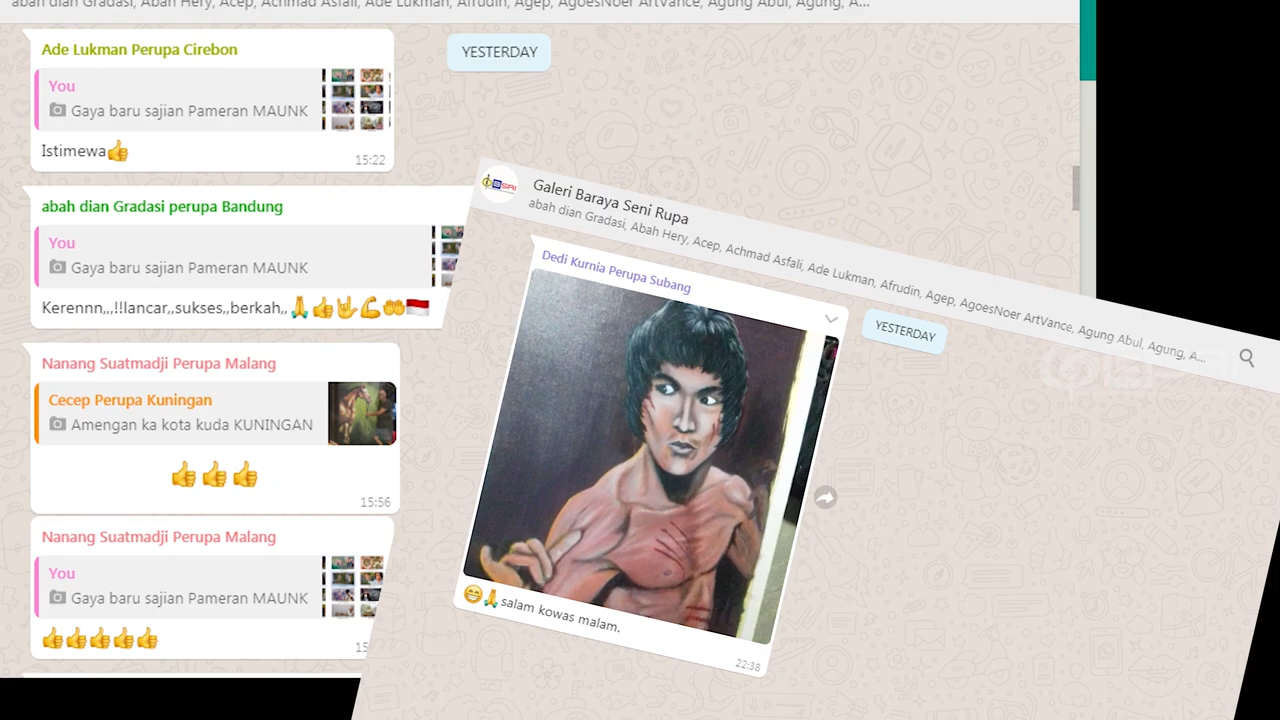 abah dian Gradasi, Abah Hery, Acep, Achmad Asfali, Ade Lukman, Afrudin, Agep, AgoesNoer ArtVance, Agung Abul, Agung, A...
YESTERDAY
Ade Lukman Perupa Cirebon
You
Gaya baru sajian Pameran MAUNK
Istimewa👍
15:22
abah dian Gradasi perupa Bandung
You
Gaya baru sajian Pameran MAUNK
Kerennn,,,!!lancar,,sukses,,berkah,,🙏👍🤟💪🤲🇮🇩
Nanang Suatmadji Perupa Malang
Cecep Perupa Kuningan
Amengan ka kota kuda KUNINGAN
👍👍👍
15:56
Nanang Suatmadji Perupa Malang
You
Gaya baru sajian Pameran MAUNK
👍👍👍👍👍
15
Galeri Baraya Seni Rupa
abah dian Gradasi, Abah Hery, Acep, Achmad Asfali, Ade Lukman, Afrudin, Agep, AgoesNoer ArtVance, Agung Abul, Agung, A...
YESTERDAY
Dedi Kurnia Perupa Subang
😁🙏salam kowas malam.
22:38